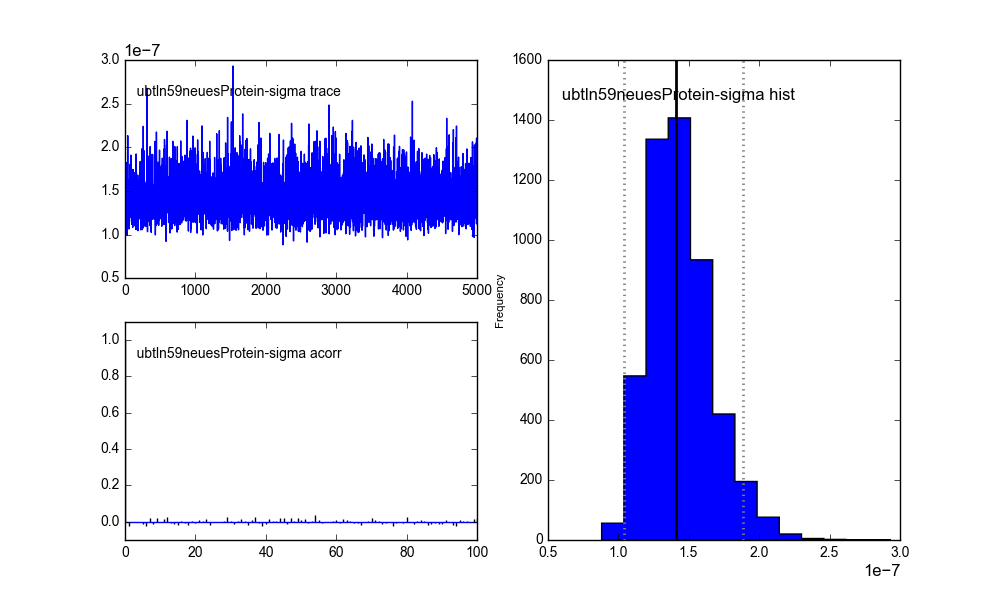 1e−7
3.0
2.5
2.0
1.5
1.0
0.5
ubtln59neuesProtein-sigma trace
0 1000 2000 3000 4000 5000
1.0
0.8
0.6
0.4
0.2
0.0
ubtln59neuesProtein-sigma acorr
0 20 40 60 80 100
Frequency
1600
1400
1200
1000
800
600
400
200
0
ubtln59neuesProtein-sigma hist
0.5 1.0 1.5 2.0 2.5 3.0
1e−7